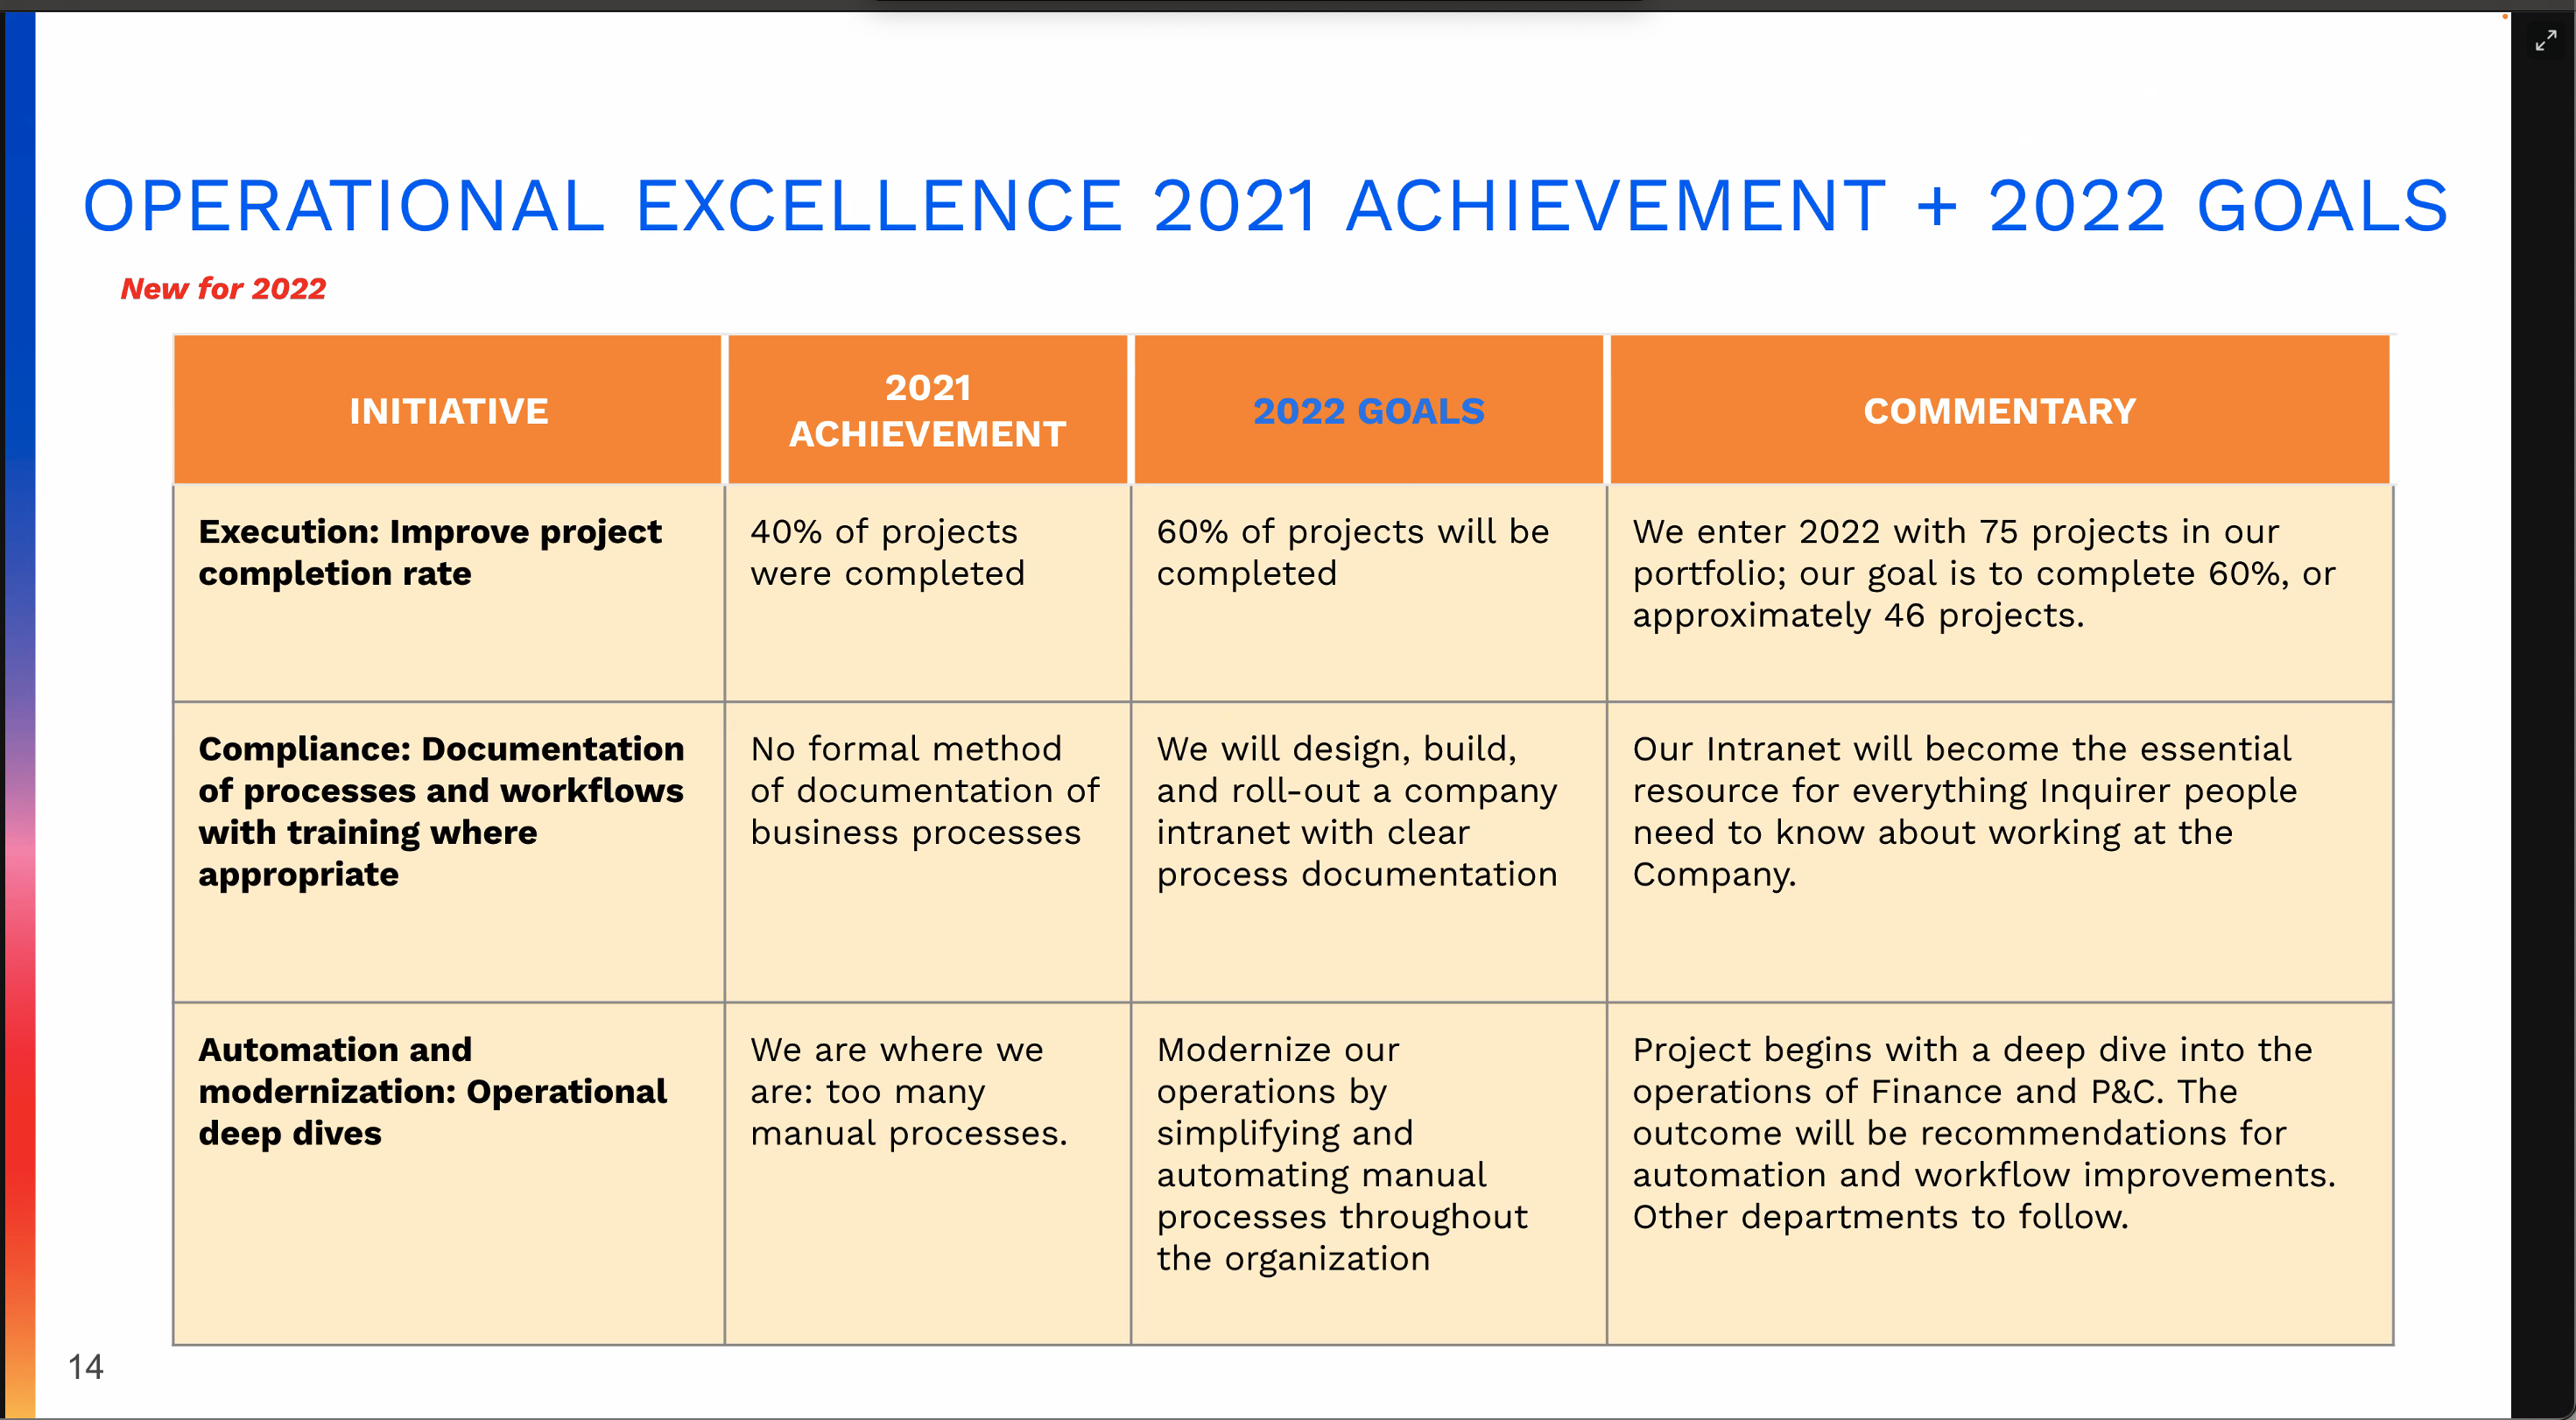 OPERATIONAL EXCELLENCE 2021 ACHIEVEMENT + 2022 GOALS
New for 2022
INITIATIVE
2021
ACHIEVEMENT
2022 GOALS
COMMENTARY
Execution: Improve project
completion rate
40% of projects
were completed
60% of projects will be
completed
We enter 2022 with 75 projects in our
portfolio; our goal is to complete 60%, or
approximately 46 projects.
Compliance: Documentation
of processes and workflows
with training where
appropriate
No formal method
of documentation of
business processes
We will design, build,
and roll-out a company
intranet with clear
process documentation
Our Intranet will become the essential
resource for everything Inquirer people
need to know about working at the
Company.
Automation and
modernization: Operational
deep dives
We are where we
are: too many
manual processes.
Modernize our
operations by
simplifying and
automating manual
processes throughout
the organization
Project begins with a deep dive into the
operations of Finance and P&C. The
outcome will be recommendations for
automation and workflow improvements.
Other departments to follow.
14